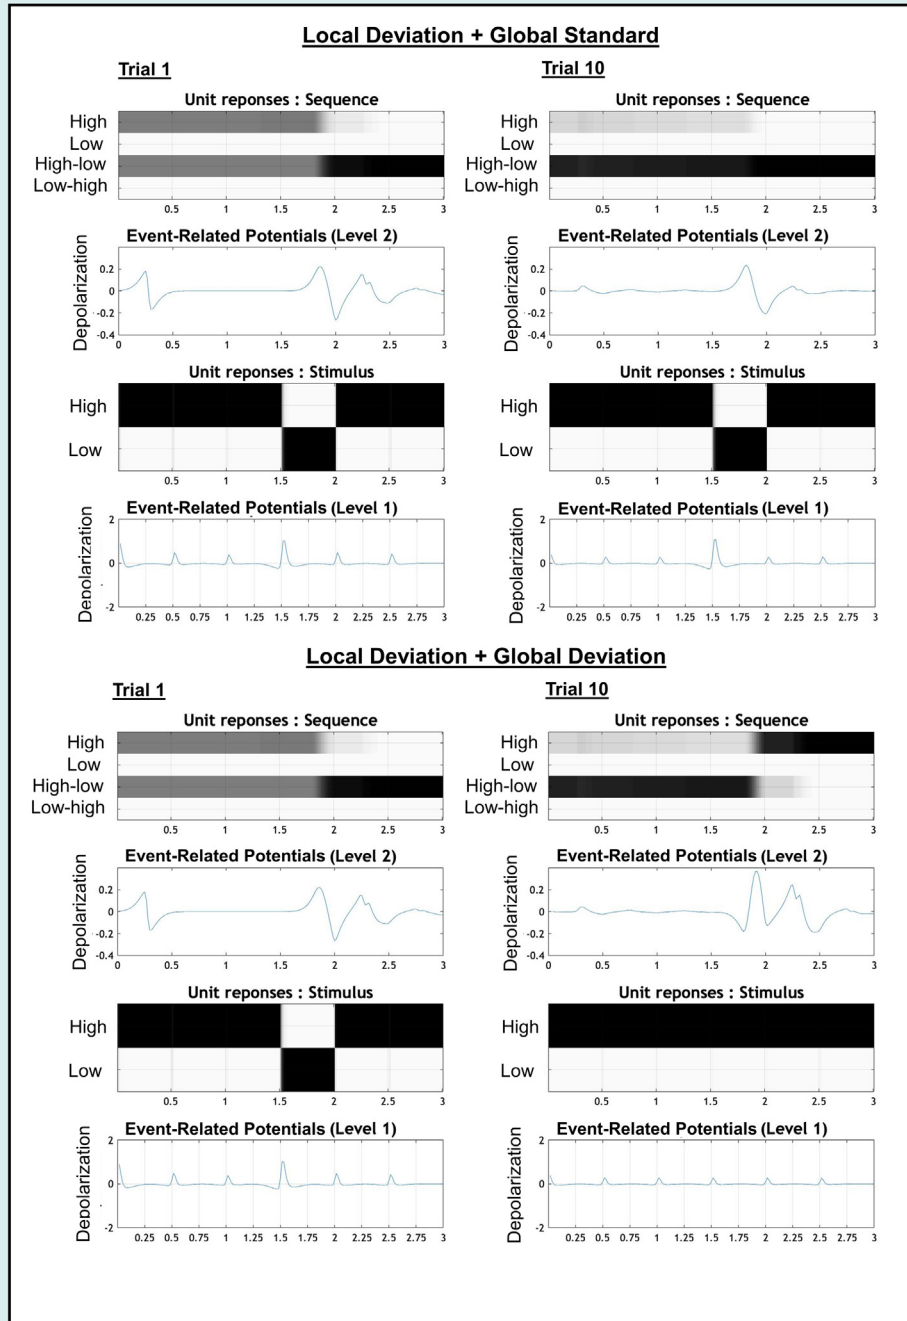 Local Deviation + Global Standard
Trial 1
Trial 10
Unit reponses : Sequence
High
Low
High-low
Low-high
0.5 1 1.5 2 2.5 3
Unit reponses : Sequence
High
Low
High-low
Low-high
0.5 1 1.5 2 2.5 3
Event-Related Potentials (Level 2)
Depolarization
0.2
0
-0.2
-0.4
0 0.5 1 1.5 2 2.5 3
Event-Related Potentials (Level 2)
Depolarization
0.2
0
-0.2
-0.4
0 0.5 1 1.5 2 2.5 3
Unit reponses : Stimulus
High
Low
0.5 1 1.5 2 2.5 3
Unit reponses : Stimulus
High
Low
0.5 1 1.5 2 2.5 3
Event-Related Potentials (Level 1)
Depolarization
2
0
-2
0.25 0.5 0.75 1 1.25 1.5 1.75 2 2.25 2.5 2.75 3
Event-Related Potentials (Level 1)
Depolarization
2
0
-2
0.25 0.5 0.75 1 1.25 1.5 1.75 2 2.25 2.5 2.75 3
Local Deviation + Global Deviation
Trial 1
Trial 10
Unit reponses : Sequence
High
Low
High-low
Low-high
0.5 1 1.5 2 2.5 3
Unit reponses : Sequence
High
Low
High-low
Low-high
0.5 1 1.5 2 2.5 3
Event-Related Potentials (Level 2)
Depolarization
0.2
0
-0.2
-0.4
0 0.5 1 1.5 2 2.5 3
Event-Related Potentials (Level 2)
Depolarization
0.2
0
-0.2
-0.4
0 0.5 1 1.5 2 2.5 3
Unit reponses : Stimulus
High
Low
0.5 1 1.5 2 2.5 3
Unit reponses : Stimulus
High
Low
0.5 1 1.5 2 2.5 3
Event-Related Potentials (Level 1)
Depolarization
2
0
-2
0.25 0.5 0.75 1 1.25 1.5 1.75 2 2.25 2.5 2.75 3
Event-Related Potentials (Level 1)
Depolarization
2
0
-2
0.25 0.5 0.75 1 1.25 1.5 1.75 2 2.25 2.5 2.75 3